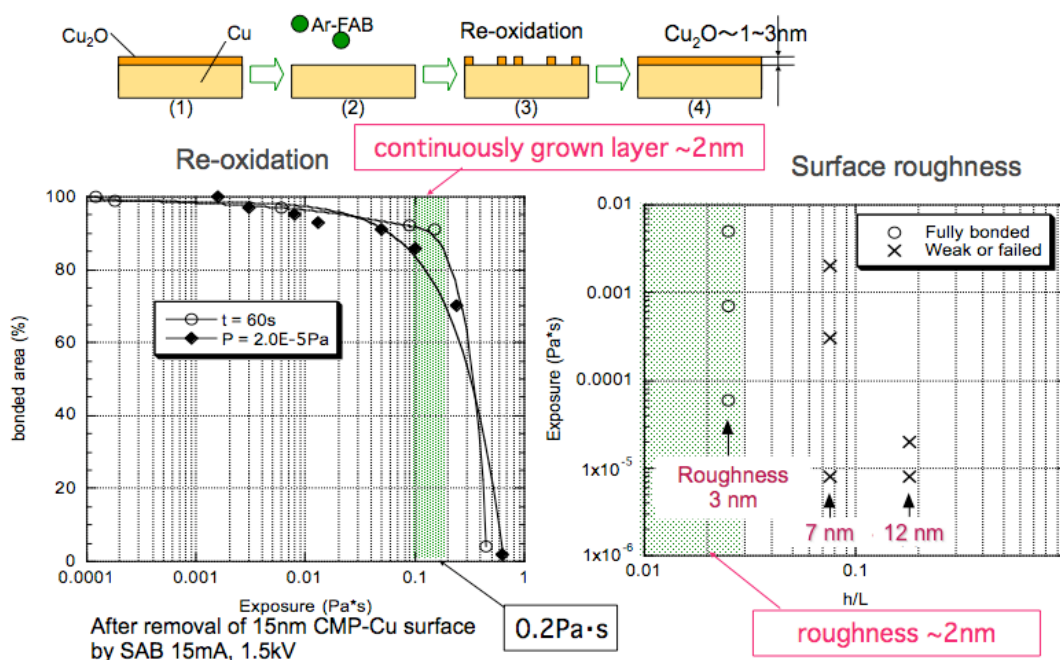 Cu₂O
Cu
Ar-FAB
Re-oxidation
Cu₂O～1~3nm
(1)
(2)
(3)
(4)
Re-oxidation
continuously grown layer ~2nm
Surface roughness
bonded area (%)
100
80
60
40
20
0
t = 60s
P = 2.0E-5Pa
0.0001
0.001
0.01
0.1
1
Exposure (Pa*s)
After removal of 15nm CMP-Cu surface
by SAB 15mA, 1.5kV
0.2Pa·s
Exposure (Pa*s)
0.01
0.001
0.0001
1x10⁻⁵
1x10⁻⁶
Fully bonded
Weak or failed
Roughness
3 nm
7 nm
12 nm
0.01
0.1
h/L
roughness ~2nm